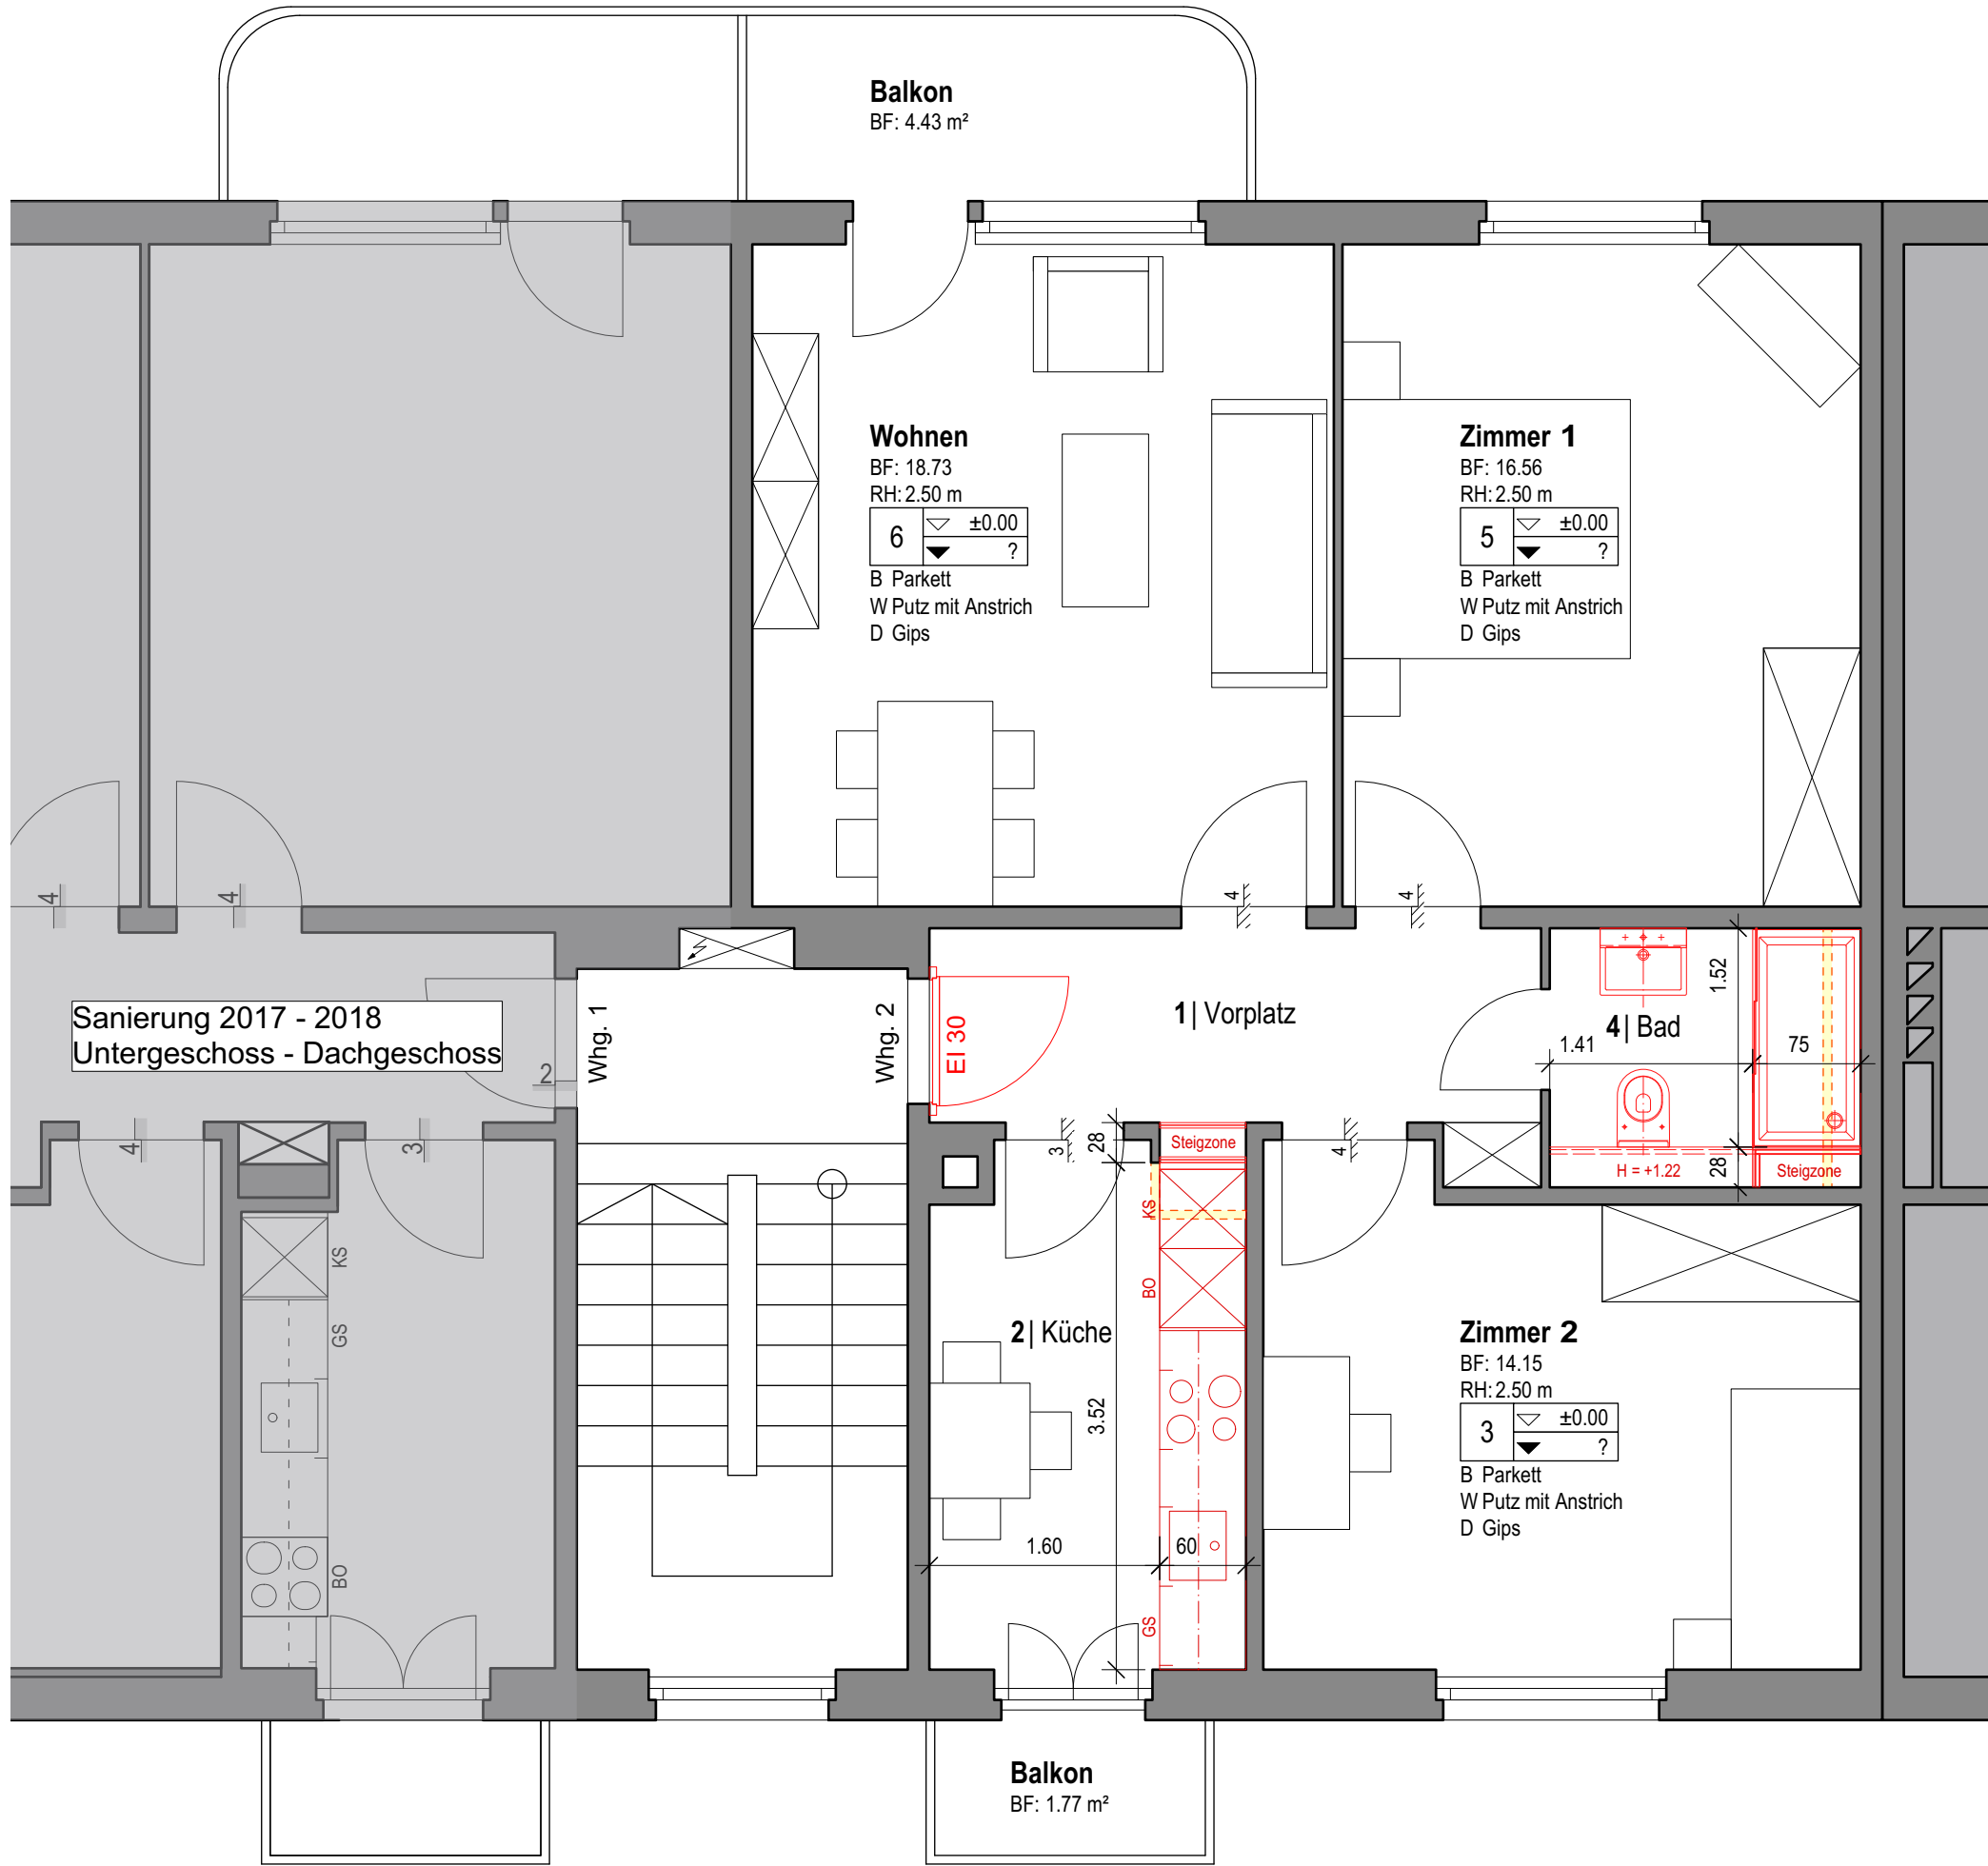 Balkon
BF: 4.43 m²
Wohnen
BF: 18.73
RH: 2.50 m
6 ±0.00
?
B Parkett
W Putz mit Anstrich
D Gips
Zimmer 1
BF: 16.56
RH: 2.50 m
5 ±0.00
?
B Parkett
W Putz mit Anstrich
D Gips
4
4
4
4
Sanierung 2017 - 2018
Untergeschoss - Dachgeschoss
2
Whg. 1
Whg. 2
EI 30
1| Vorplatz
4| Bad
1.52
1.41
75
28
H = +1.22
Steigzone
4
3
3
28
Steigzone
4
KS
GS
BO
KS
BO
GS
2| Küche
3.52
1.60
60
Zimmer 2
BF: 14.15
RH: 2.50 m
3 ±0.00
?
B Parkett
W Putz mit Anstrich
D Gips
Balkon
BF: 1.77 m²